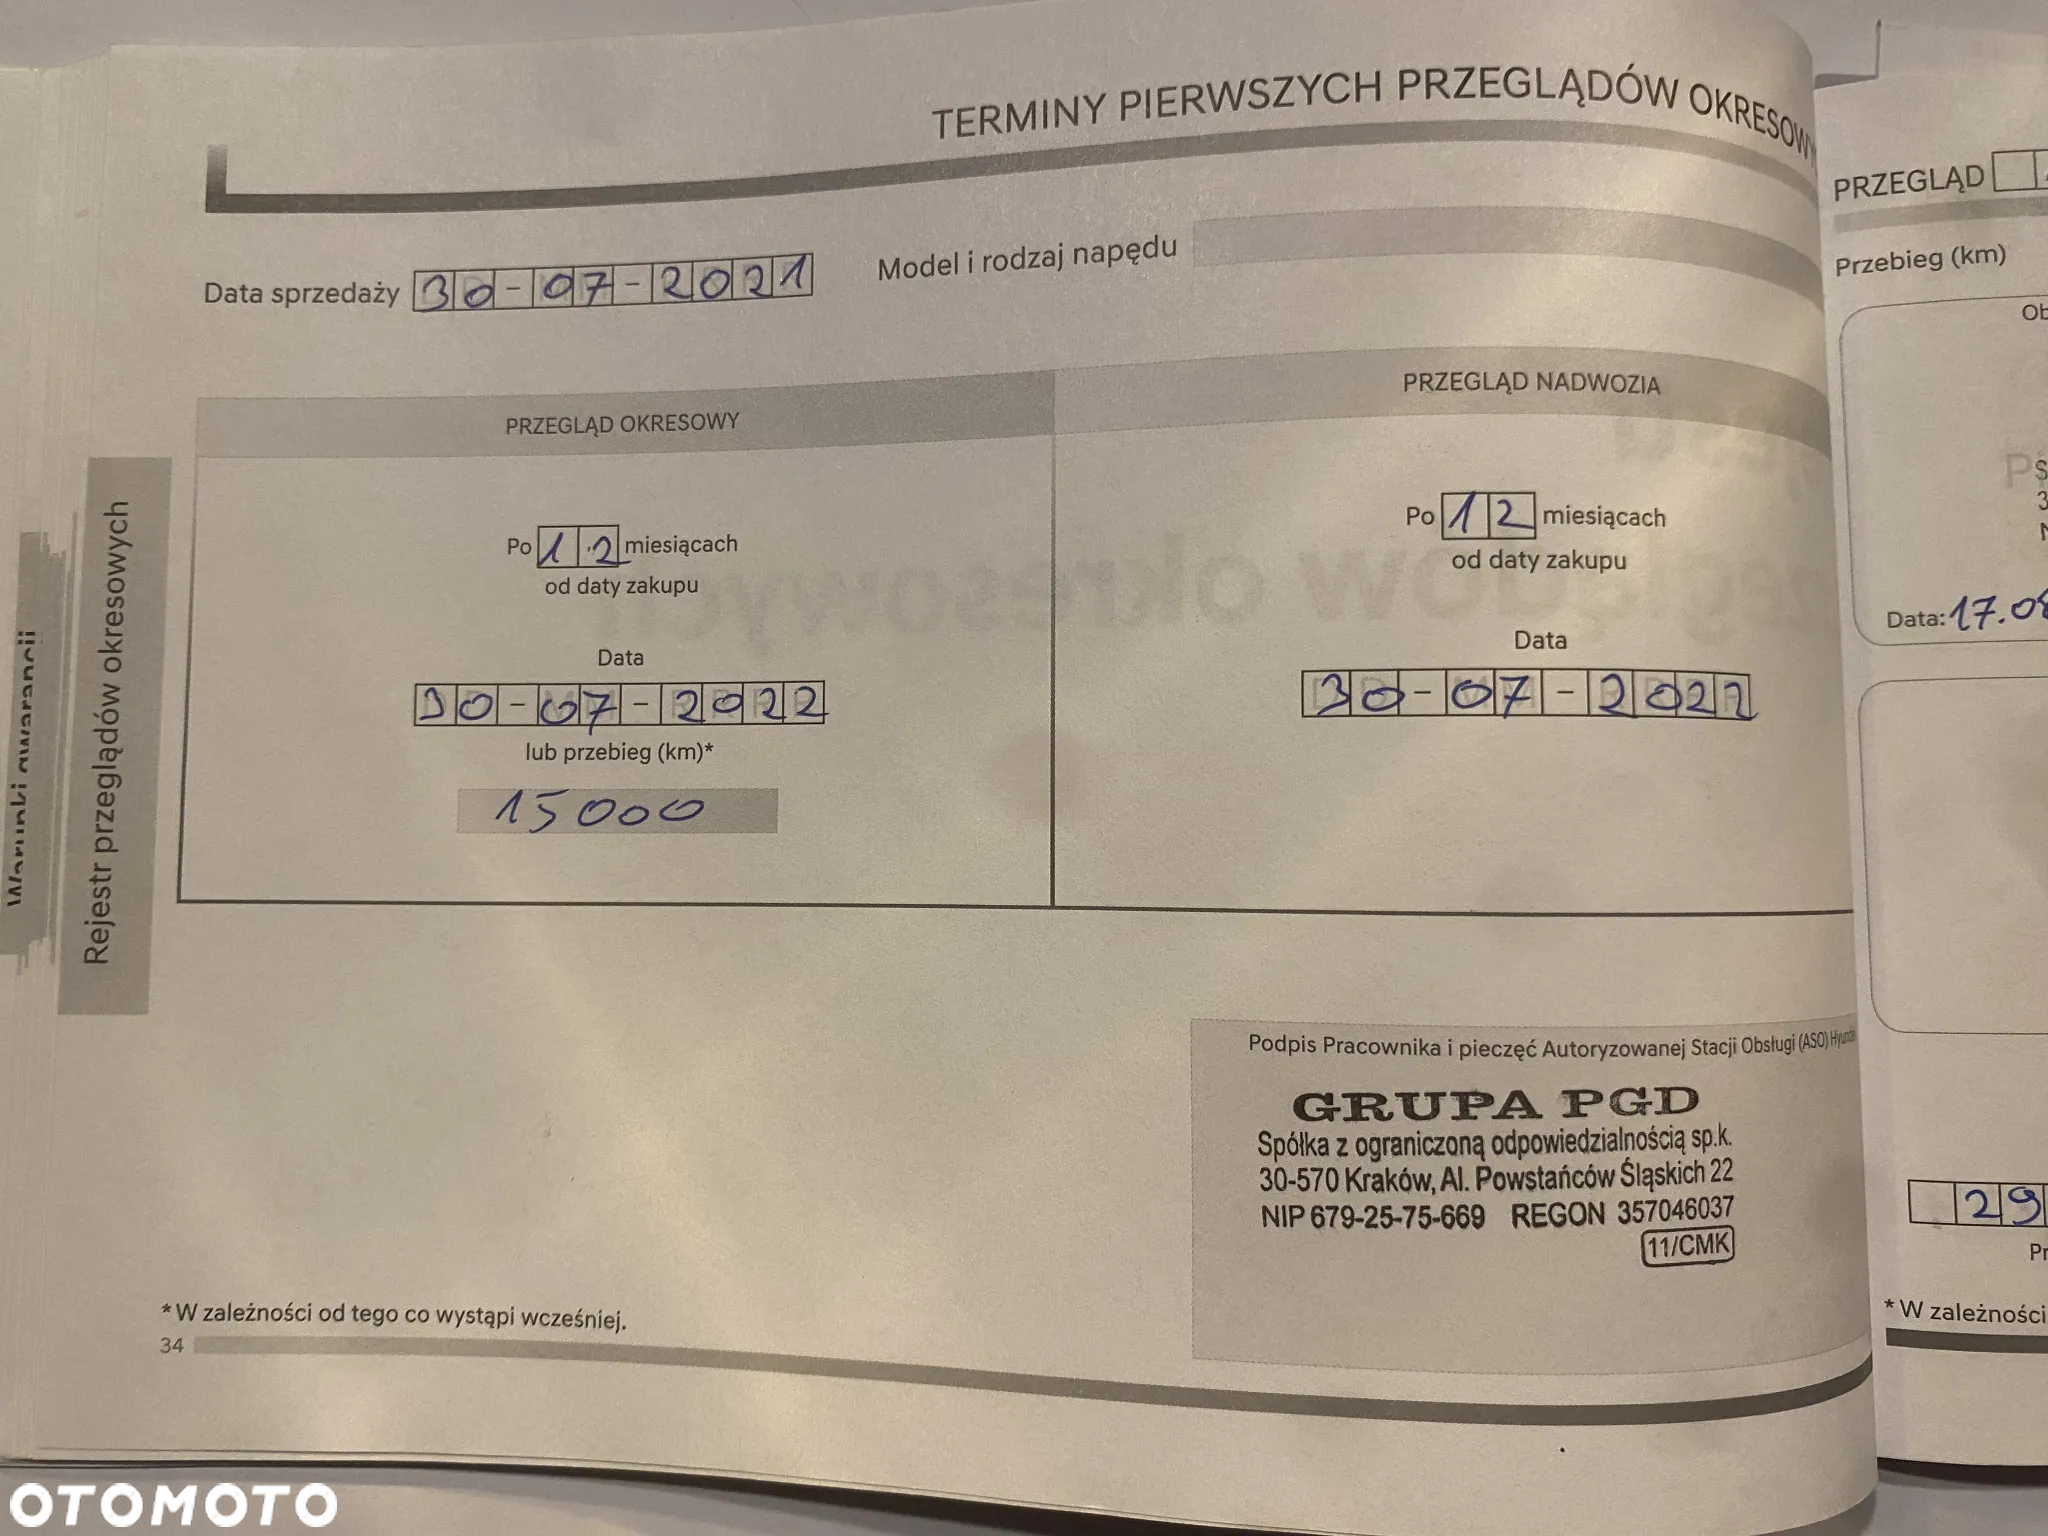 TERMINY PIERWSZYCH PRZEGLĄDÓW
Data sprzedaży 30-07-2021
Model i rodzaj napędu
PRZEGLĄD OKRESOWY
Po 12 miesiącach
od daty zakupu
Data
30-07-2022
lub przebieg (km)*
15000
PRZEGLĄD NADWOZIA
Po 12 miesiącach
od daty zakupu
Data
30-07-2022
Podpis Pracownika i pieczęć Autoryzowanej Stacji Obsługi (ASO)
GRUPA PGD
Spółka z ograniczoną odpowiedzialnością sp.k.
30-570 Kraków, Al. Powstańców Śląskich 22
NIP 679-25-75-669 REGON 357046037
11/CMK
*W zależności od tego co wystąpi wcześniej.
34
Rejestr przeglądów okresowych
Warunki gwarancji
PRZEGLĄD
Przebieg (km)
Data: 17.
29
* W zależności
OTOMOTO